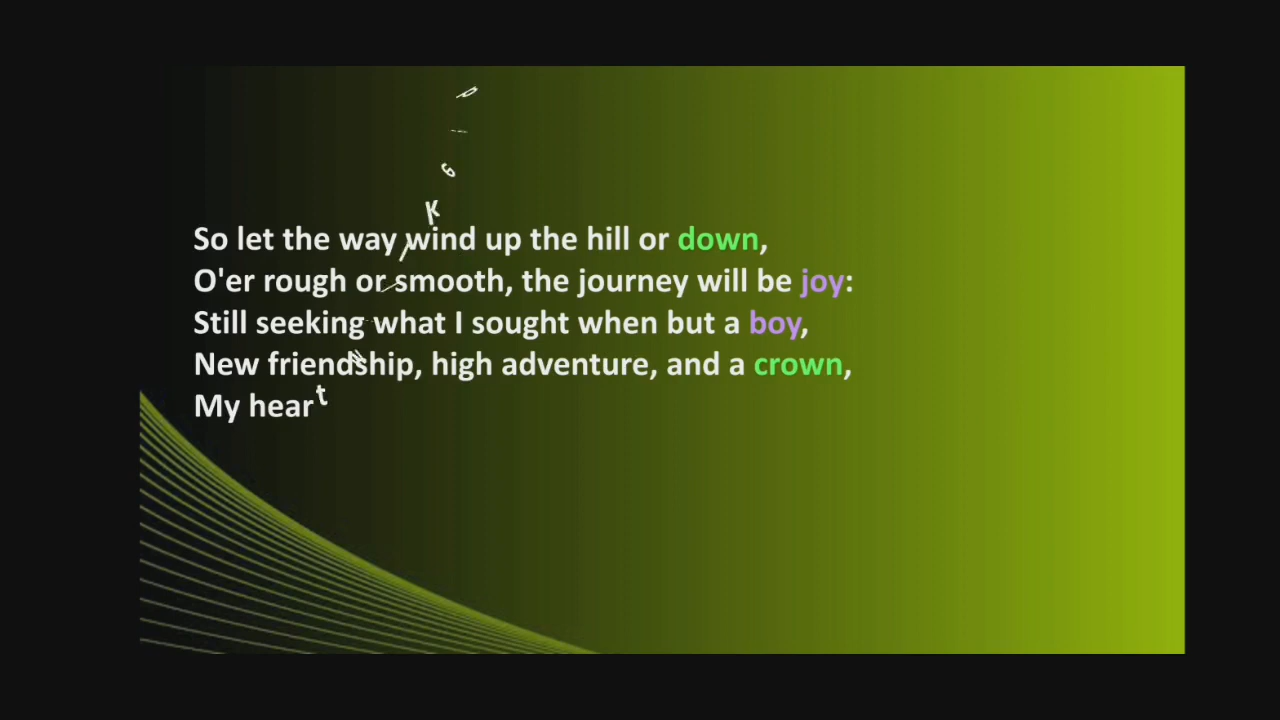 So let the way wind up the hill or down,
O'er rough or smooth, the journey will be joy:
Still seeking what I sought when but a boy,
New friendship, high adventure, and a crown,
My heart